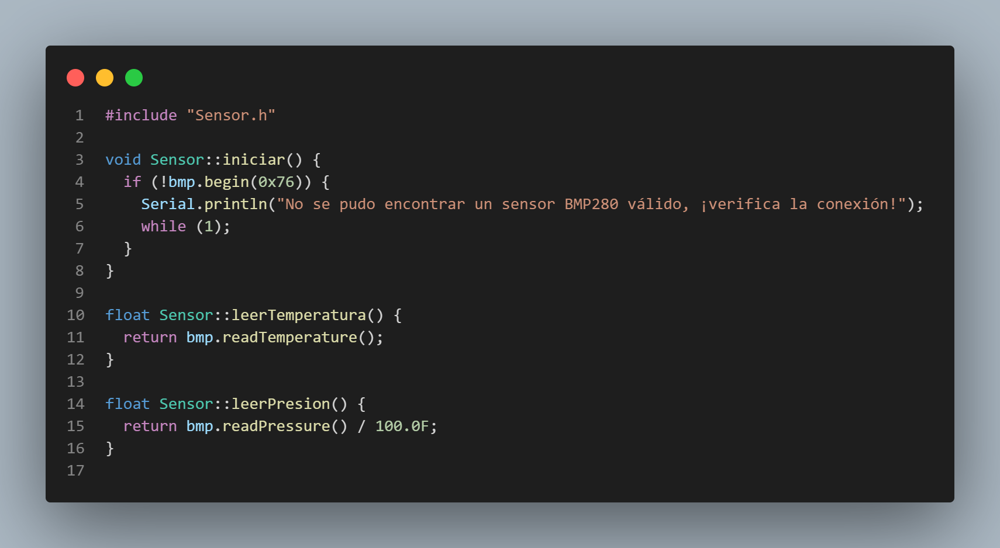 1 #include "Sensor.h"
2
3 void Sensor::iniciar() {
4   if (!bmp.begin(0x76)) {
5     Serial.println("No se pudo encontrar un sensor BMP280 válido, ¡verifica la conexión!");
6     while (1);
7   }
8 }
9
10 float Sensor::leerTemperatura() {
11   return bmp.readTemperature();
12 }
13
14 float Sensor::leerPresion() {
15   return bmp.readPressure() / 100.0F;
16 }
17